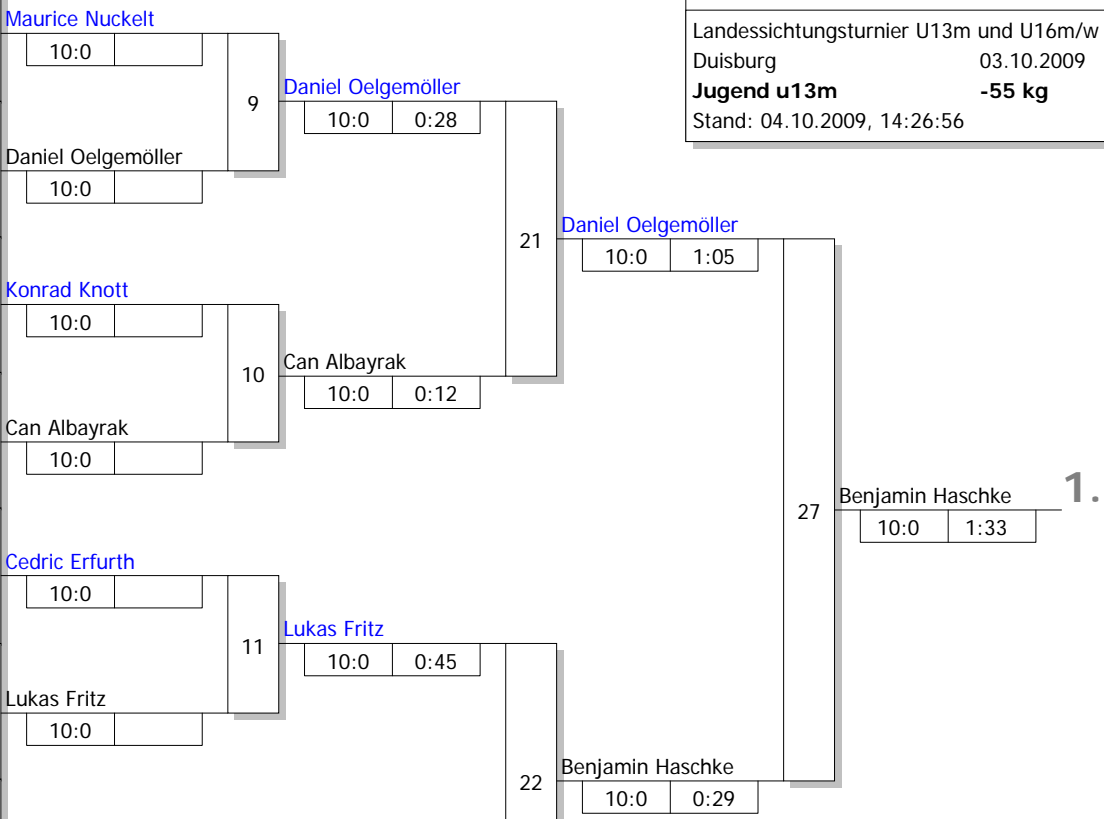 Maurice Nuckelt
10:0
9
Daniel Oelgemöller
10:0
Daniel Oelgemöller
10:0 0:28
Konrad Knott
10:0
10
Can Albayrak
10:0
Can Albayrak
10:0 0:12
21
Daniel Oelgemöller
10:0 1:05
Cedric Erfurth
10:0
11
Lukas Fritz
10:0
Lukas Fritz
10:0 0:45
22
Benjamin Haschke
10:0 0:29
27
Benjamin Haschke 1.
10:0 1:33
Landessichtungsturnier U13m und U16m/w
Duisburg 03.10.2009
Jugend u13m -55 kg
Stand: 04.10.2009, 14:26:56